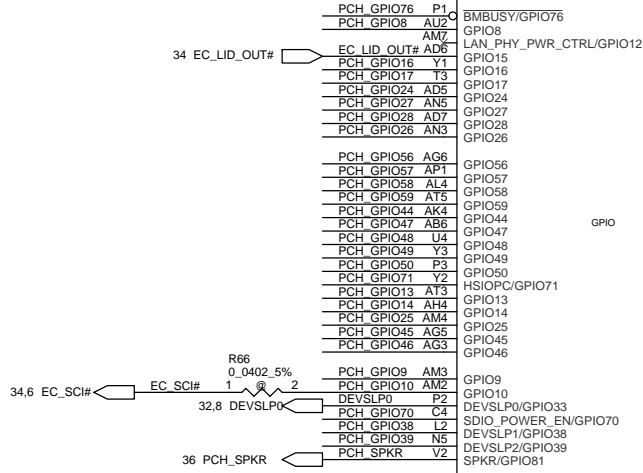 PCH_GPIO76 P1 BMBUSY/GPIO76
PCH_GPIO8 AU2 GPIO8
AM7 LAN_PHY_PWR_CTRL/GPIO12
34 EC_LID_OUT# EC_LID_OUT# AD6 GPIO15
PCH_GPIO16 Y1 GPIO16
PCH_GPIO17 T3 GPIO17
PCH_GPIO24 AD5 GPIO24
PCH_GPIO27 AN5 GPIO27
PCH_GPIO28 AD7 GPIO28
PCH_GPIO26 AN3 GPIO26
PCH_GPIO56 AG6 GPIO56
PCH_GPIO57 AP1 GPIO57
PCH_GPIO58 AL4 GPIO58
PCH_GPIO59 AT5 GPIO59
PCH_GPIO44 AK4 GPIO44
PCH_GPIO47 AB6 GPIO47
GPIO
PCH_GPIO48 U4 GPIO48
PCH_GPIO49 Y3 GPIO49
PCH_GPIO50 P3 GPIO50
PCH_GPIO71 Y2 HSIOPC/GPIO71
PCH_GPIO13 AT3 GPIO13
PCH_GPIO14 AH4 GPIO14
PCH_GPIO25 AM4 GPIO25
PCH_GPIO45 AG5 GPIO45
PCH_GPIO46 AG3 GPIO46
R66
0_0402_5%
PCH_GPIO9 AM3 GPIO9
34,6 EC_SCI# EC_SCI# 1 @ 2 PCH_GPIO10 AM2 GPIO10
32,8 DEVSLP0 DEVSLP0 P2 DEVSLP0/GPIO33
PCH_GPIO70 C4 SDIO_POWER_EN/GPIO70
PCH_GPIO38 L2 DEVSLP1/GPIO38
PCH_GPIO39 N5 DEVSLP2/GPIO39
36 PCH_SPKR PCH_SPKR V2 SPKR/GPIO81